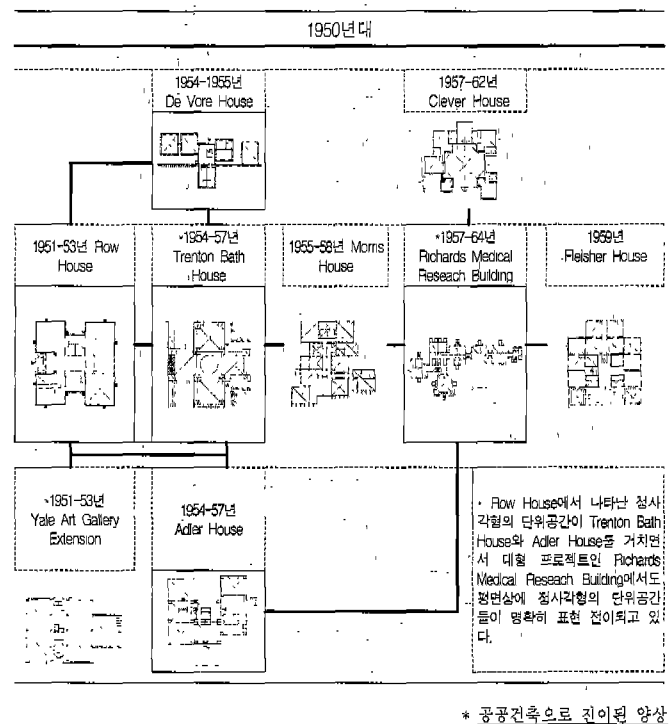 1950년대
1954-1955년
De Vore House
1957-62년
Clever House
1951-53년 Row
House
*1954-57년
Trenton Bath
House
1955-58년 Morris
House
*1957-64년
Richards Medical
Reseach Building
1959년
Fleisher House
*1951-53년
Yale Art Gallery
Extension
1954-57년
Adler House
* Row House에서 나타난 정사
각형의 단위공간이 Trenton Bath
House와 Adler House를 거치면
서 대형 프로젝트인 Richards
Medical Reseach Building에서도
평면상에 정사각형의 단위공간
들이 명확히 표현 전이되고 있
다.
* 공공건축으로 전이된 양상